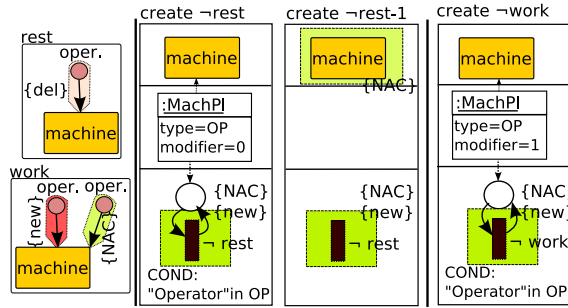 create ¬rest
create ¬rest-1
create ¬work
rest
oper.
{del}
machine
work
oper. oper.
{new}
{NAC}
machine
machine
:MachPl
type=OP
modifier=0
{NAC}
{new}
¬ rest
COND:
"Operator"in OP
machine
{NAC}
{NAC}
{new}
¬ rest
machine
:MachPl
type=OP
modifier=1
{NAC}
{new}
¬ work
COND:
"Operator"in OP